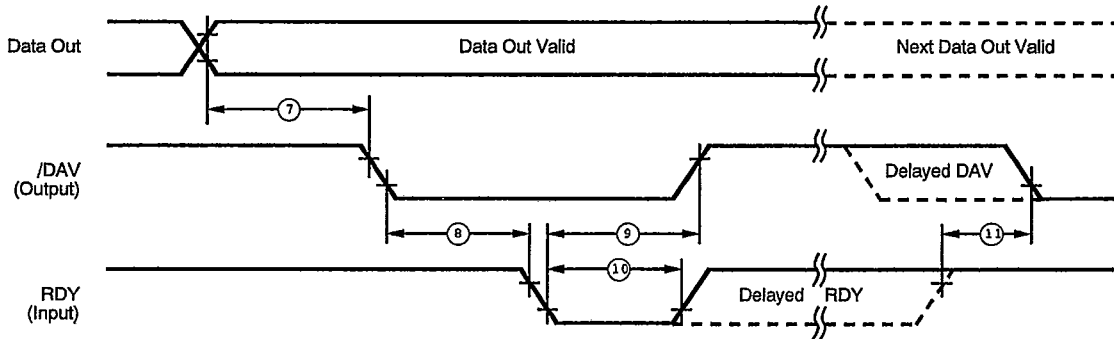 Data Out
Data Out Valid
Next Data Out Valid
7
/DAV
(Output)
Delayed DAV
8
9
11
10
RDY
(Input)
Delayed RDY